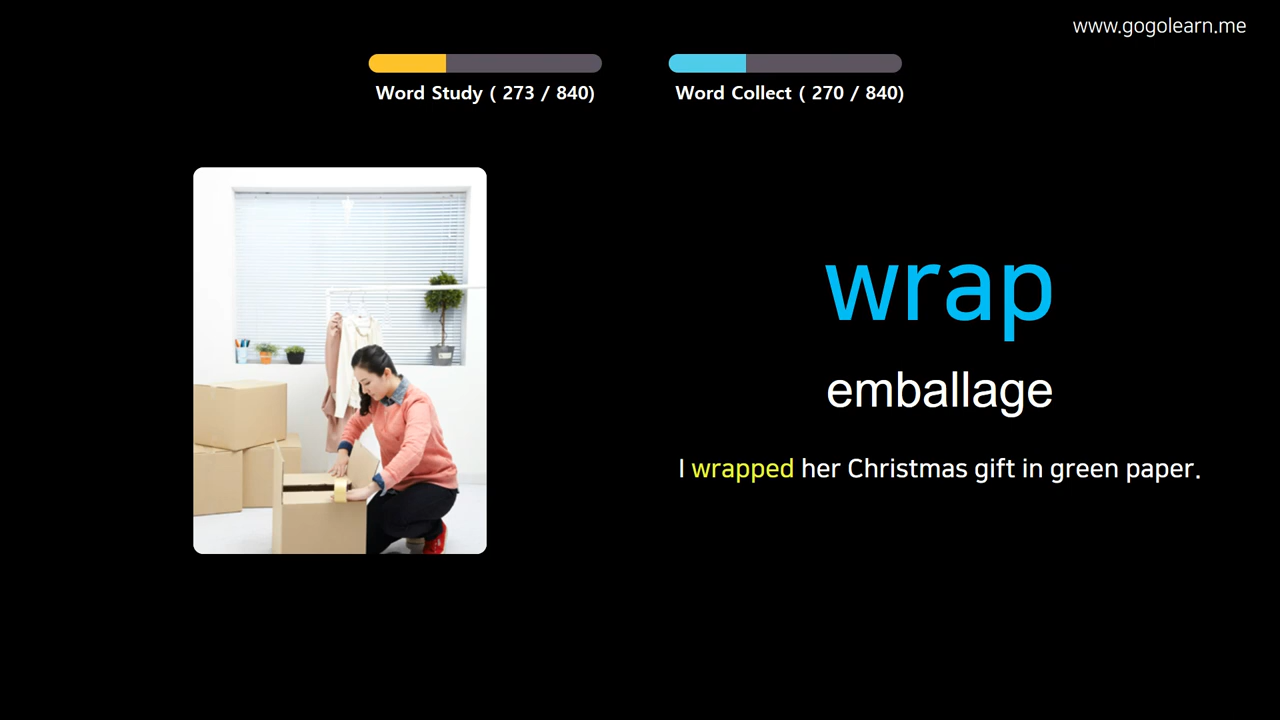 www.gogolearn.me
Word Study ( 273 / 840)
Word Collect ( 270 / 840)
wrap
emballage
I wrapped her Christmas gift in green paper.